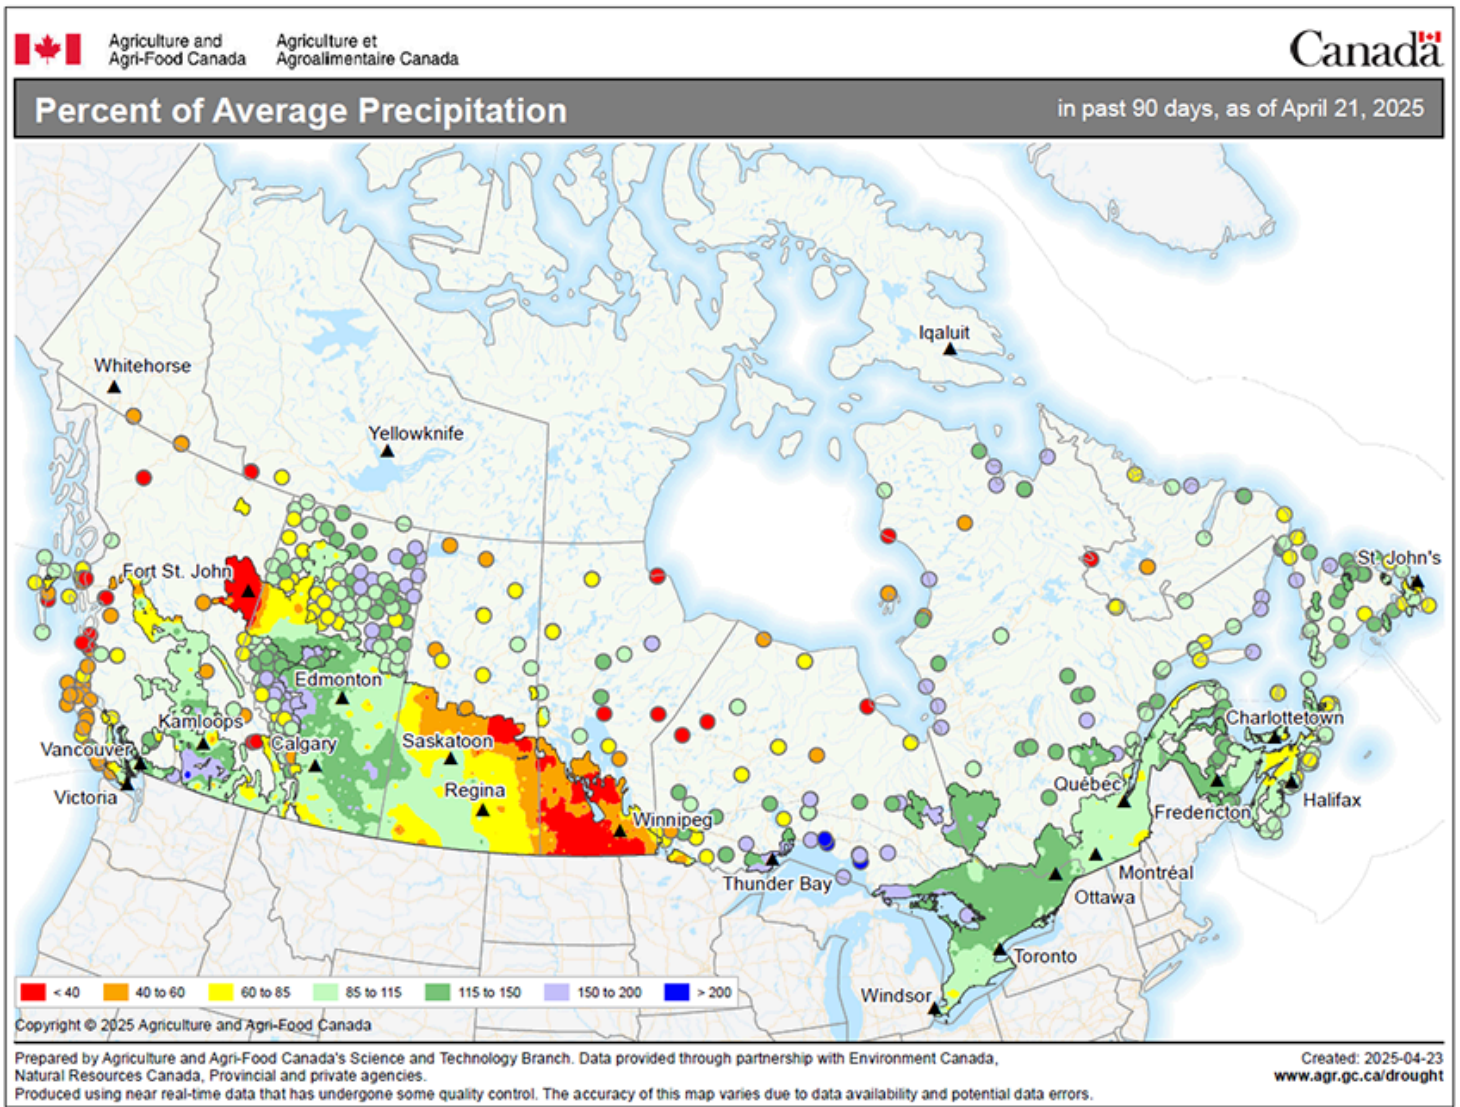 Agriculture and
Agri-Food Canada
Agriculture et
Agroalimentaire Canada
Canada
Percent of Average Precipitation
in past 90 days, as of April 21, 2025
Iqaluit
Whitehorse
Yellowknife
St. John's
Fort St. John
Edmonton
Charlottetown
Kamloops
Calgary
Saskatoon
Vancouver
Québec
Regina
Victoria
Halifax
Winnipeg
Fredericton
Montréal
Thunder Bay
Ottawa
Toronto
Windsor
< 40 40 to 60 60 to 85 85 to 115 115 to 150 150 to 200 > 200
Copyright © 2025 Agriculture and Agri-Food Canada
Prepared by Agriculture and Agri-Food Canada's Science and Technology Branch. Data provided through partnership with Environment Canada,
Natural Resources Canada, Provincial and private agencies.
Produced using near real-time data that has undergone some quality control. The accuracy of this map varies due to data availability and potential data errors.
Created: 2025-04-23
www.agr.gc.ca/drought